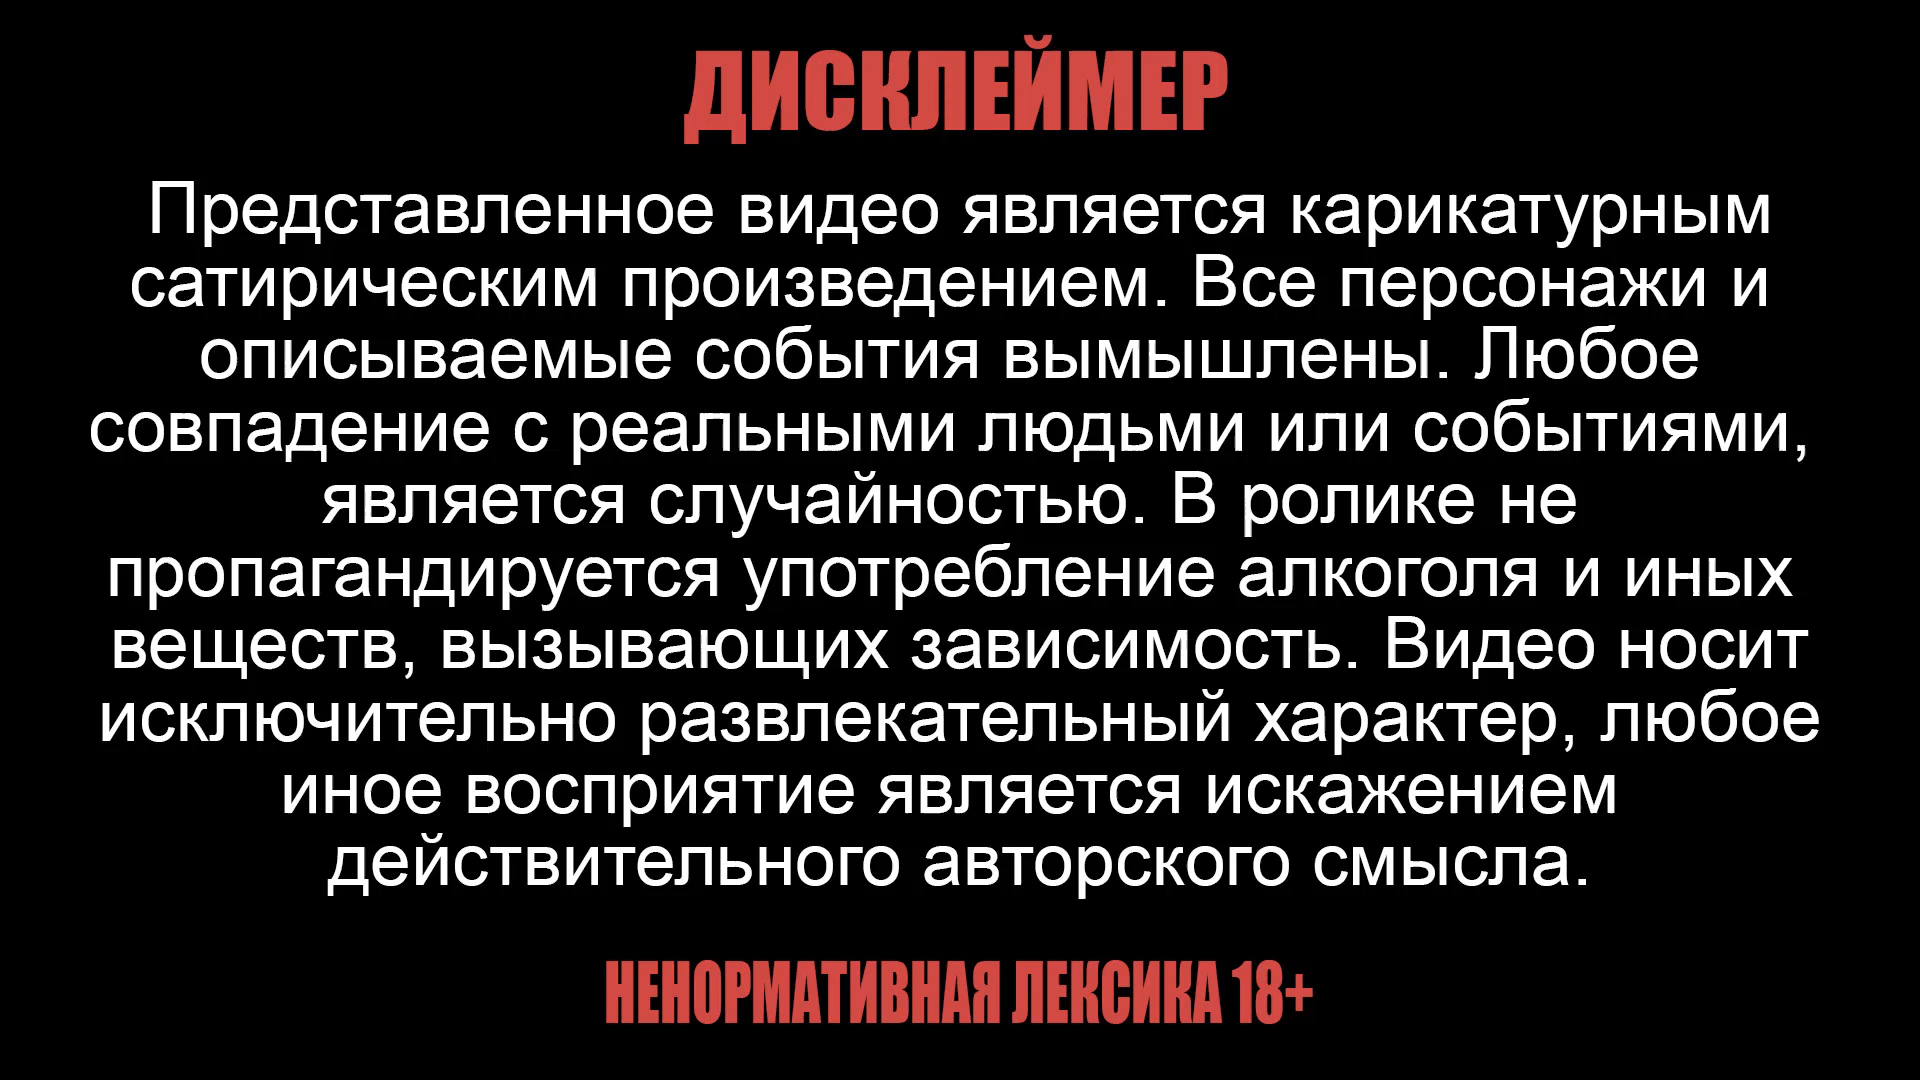 ДИСКЛЕЙМЕР
Представленное видео является карикатурным
сатирическим произведением. Все персонажи и
описываемые события вымышлены. Любое
совпадение с реальными людьми или событиями,
является случайностью. В ролике не
пропагандируется употребление алкоголя и иных
веществ, вызывающих зависимость. Видео носит
исключительно развлекательный характер, любое
иное восприятие является искажением
действительного авторского смысла.
НЕНОРМАТИВНАЯ ЛЕКСИКА 18+